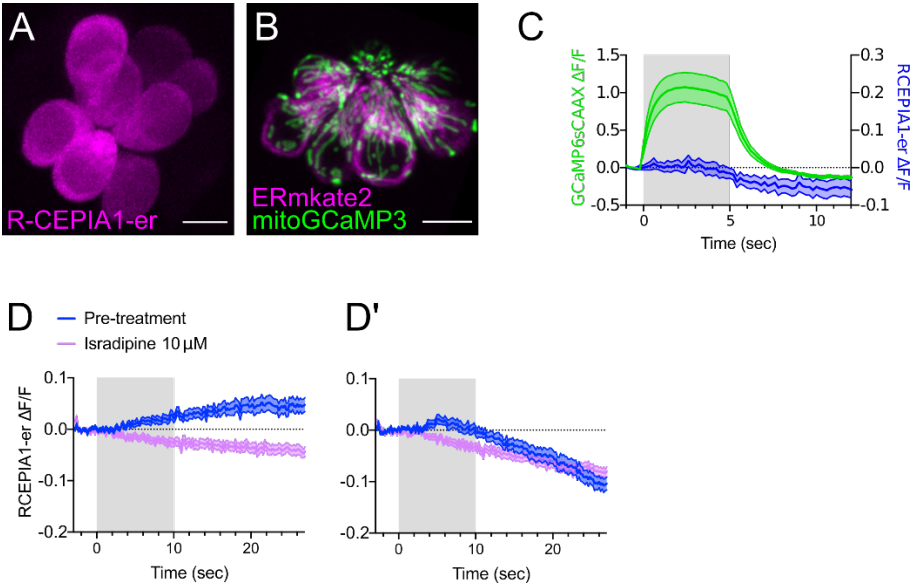 A
B
C
R-CEPIA1-er
ERmkate2
mitoGCaMP3
GCaMP6sCAAX ΔF/F
1.5
1.0
0.5
0.0
-0.5
0.3
0.2
0.1
0.0
-0.1
RCEPIA1-er ΔF/F
0 5 10
Time (sec)
D
D'
Pre-treatment
Isradipine 10 µM
RCEPIA1-er ΔF/F
0.1
0.0
-0.1
-0.2
0 10 20
Time (sec)
0.1
0.0
-0.1
-0.2
0 10 20
Time (sec)